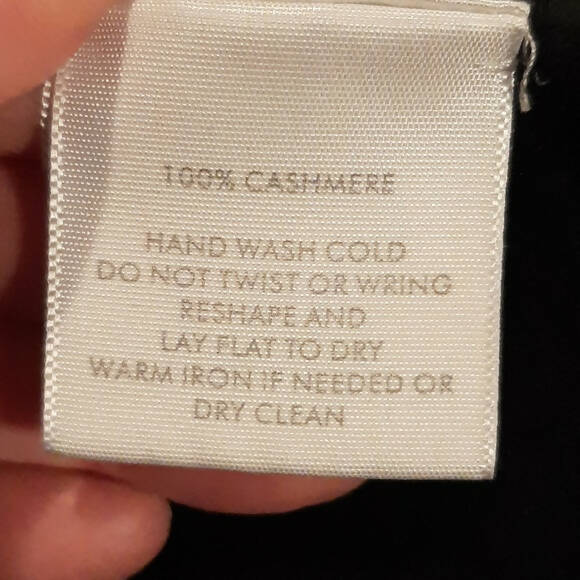 100% CASHMERE
HAND WASH COLD
DO NOT TWIST OR WRING
RESHAPE AND
LAY FLAT TO DRY
WARM IRON IF NEEDED OR
DRY CLEAN